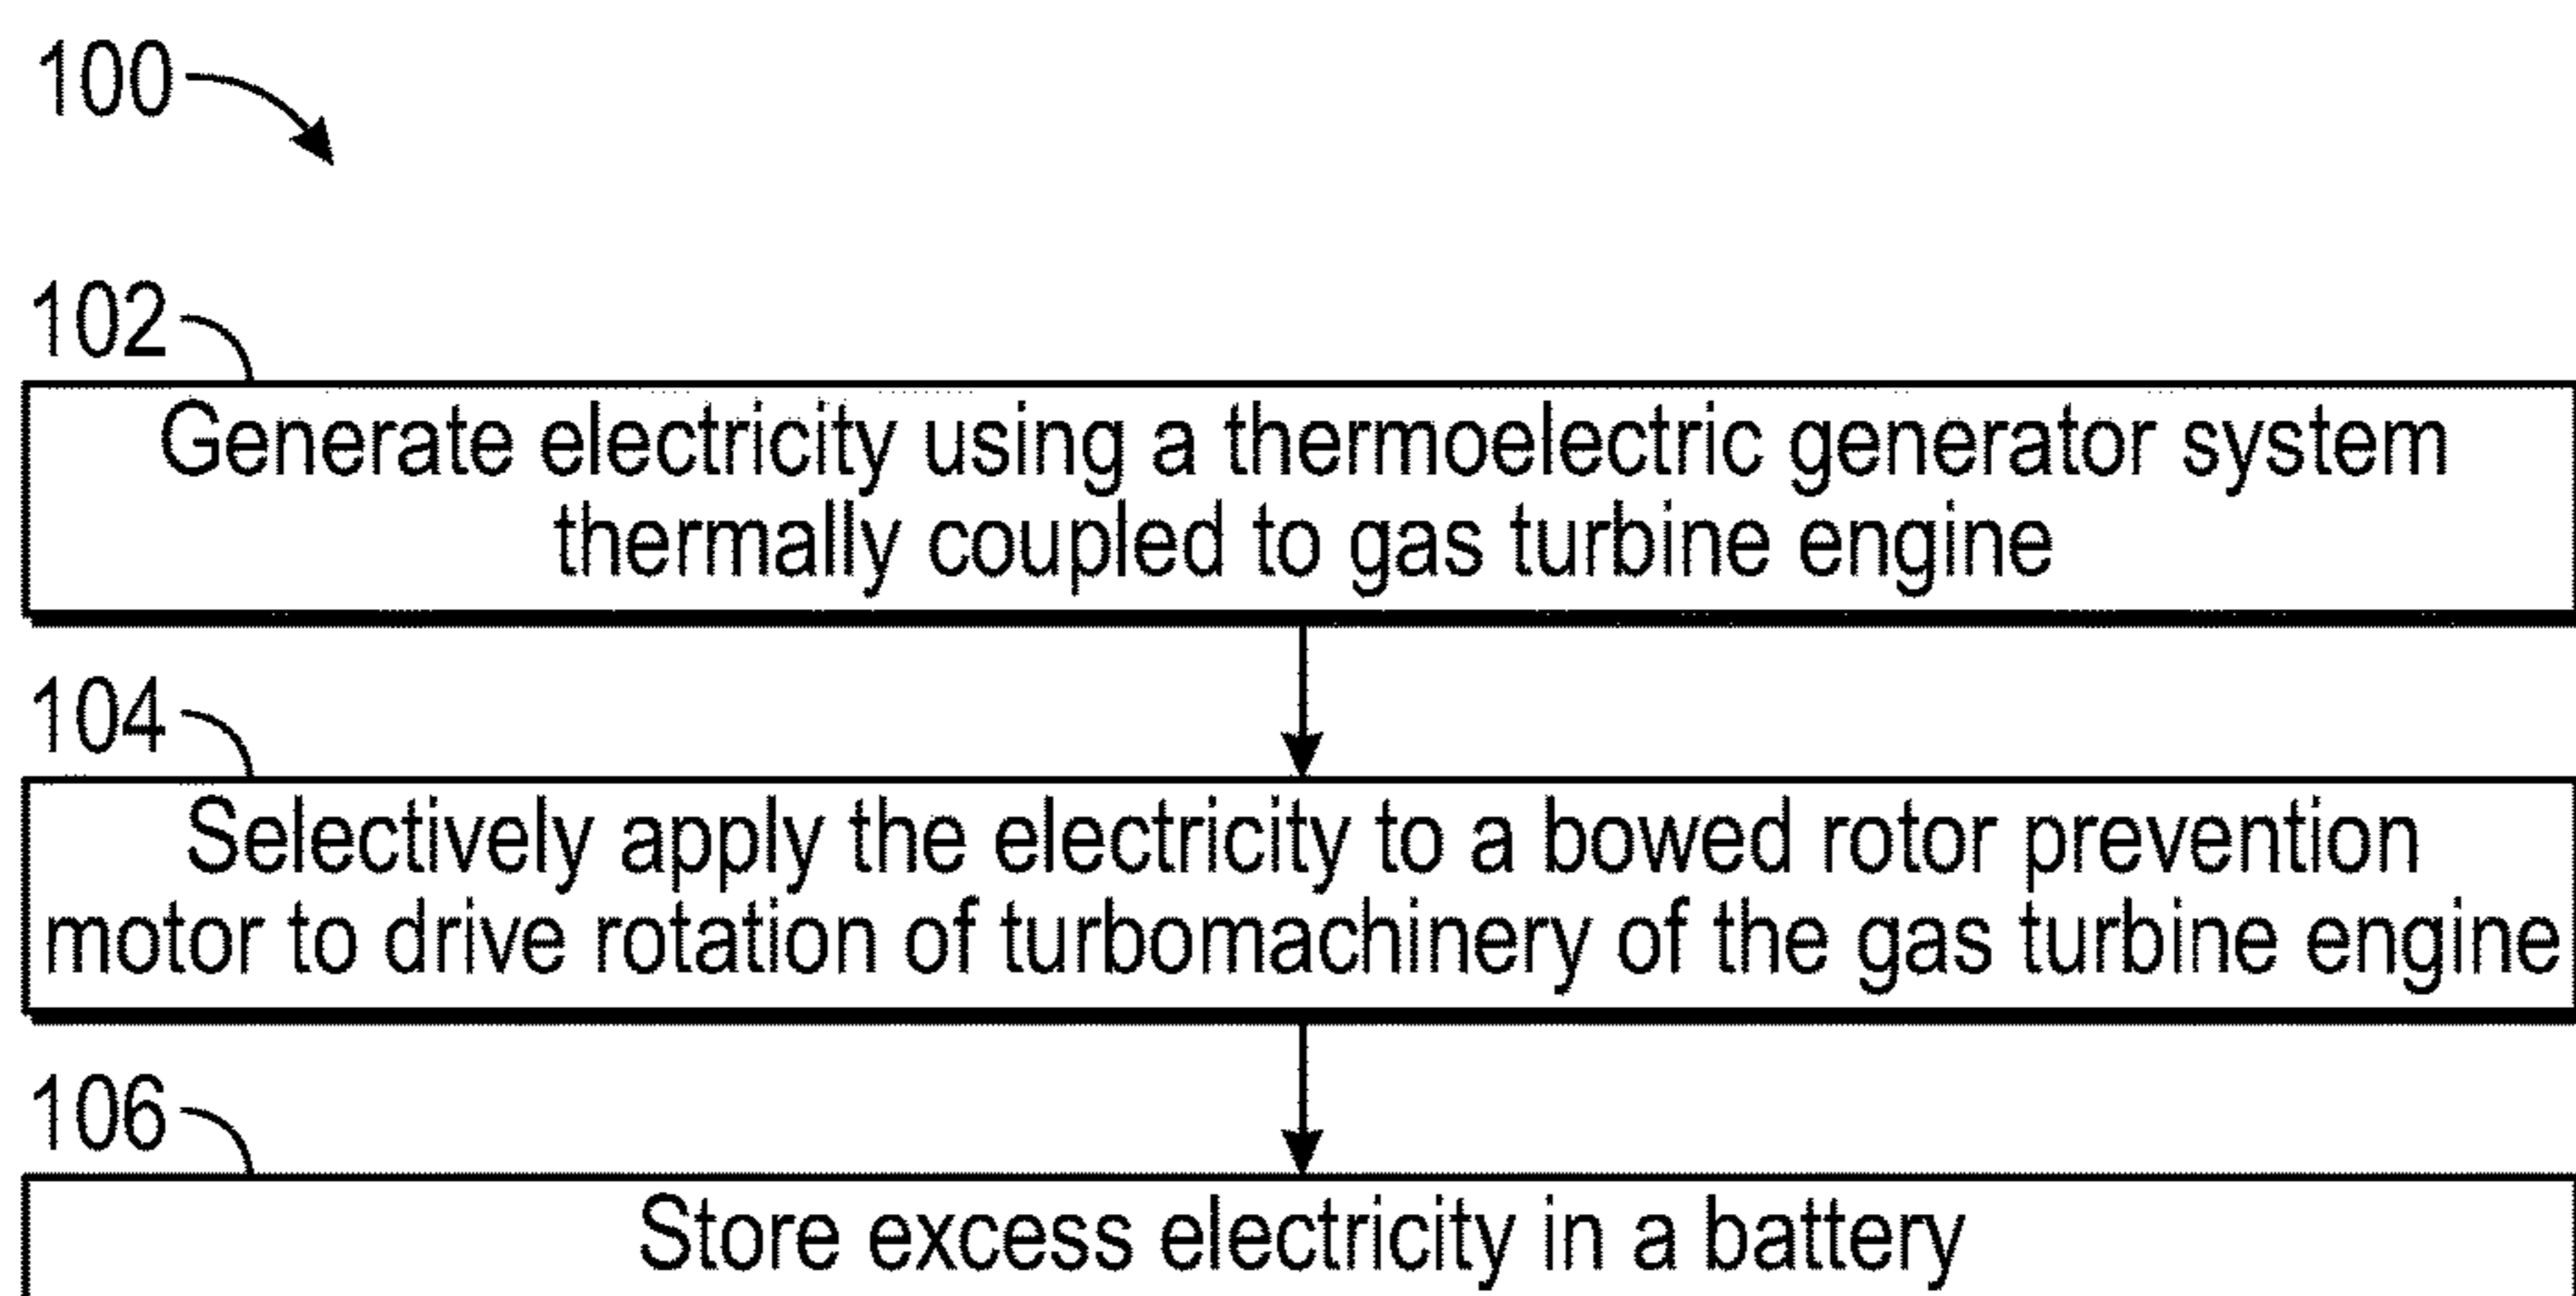 100
102
Generate electricity using a thermoelectric generator system
thermally coupled to gas turbine engine
104
Selectively apply the electricity to a bowed rotor prevention
motor to drive rotation of turbomachinery of the gas turbine engine
106
Store excess electricity in a battery